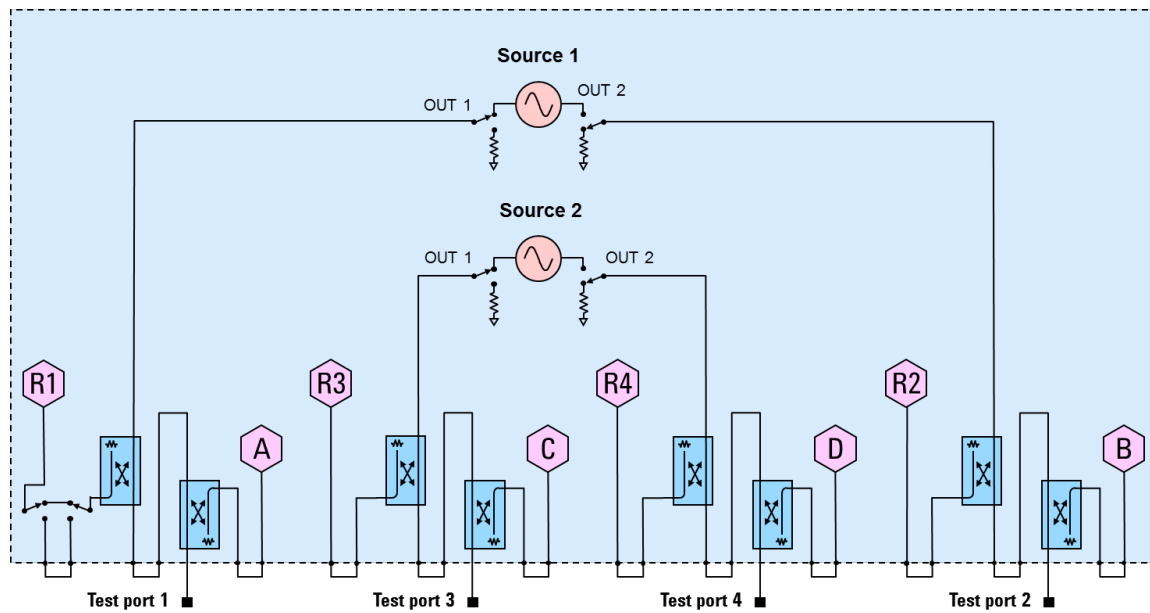 Source 1
OUT 1
OUT 2
Source 2
OUT 1
OUT 2
R1
R3
R4
R2
A
C
D
B
Test port 1
Test port 3
Test port 4
Test port 2